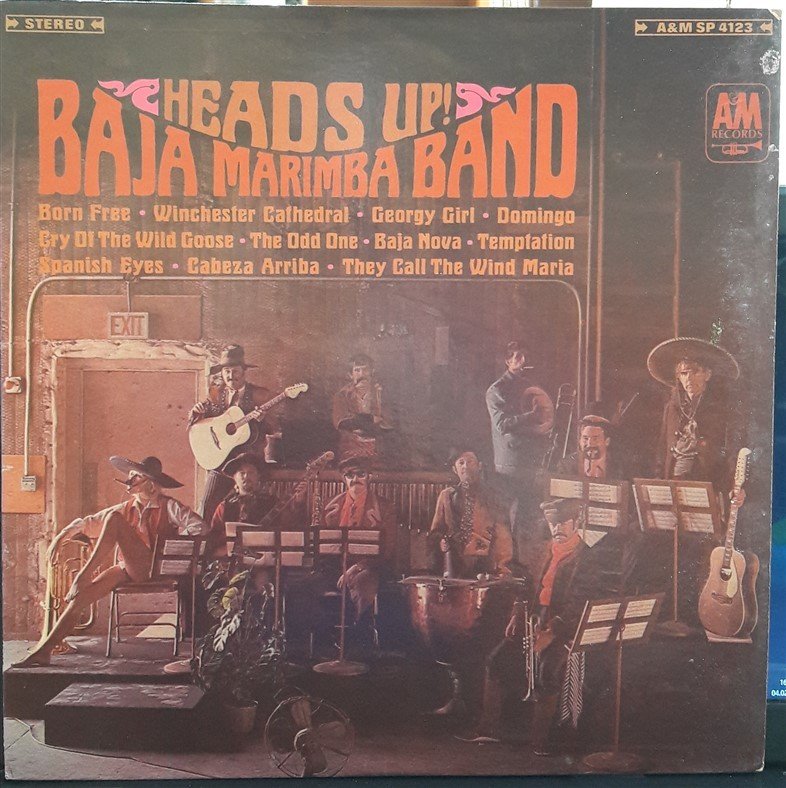 STEREO
A&M SP 4123
HEADS UP!
BAJA MARIMBA BAND
A&M
RECORDS
Born Free • Winchester Cathedral • Georgy Girl • Domingo
Cry Of The Wild Goose • The Odd One • Baja Nova • Temptation
Spanish Eyes • Cabeza Arriba • They Call The Wind Maria
EXIT